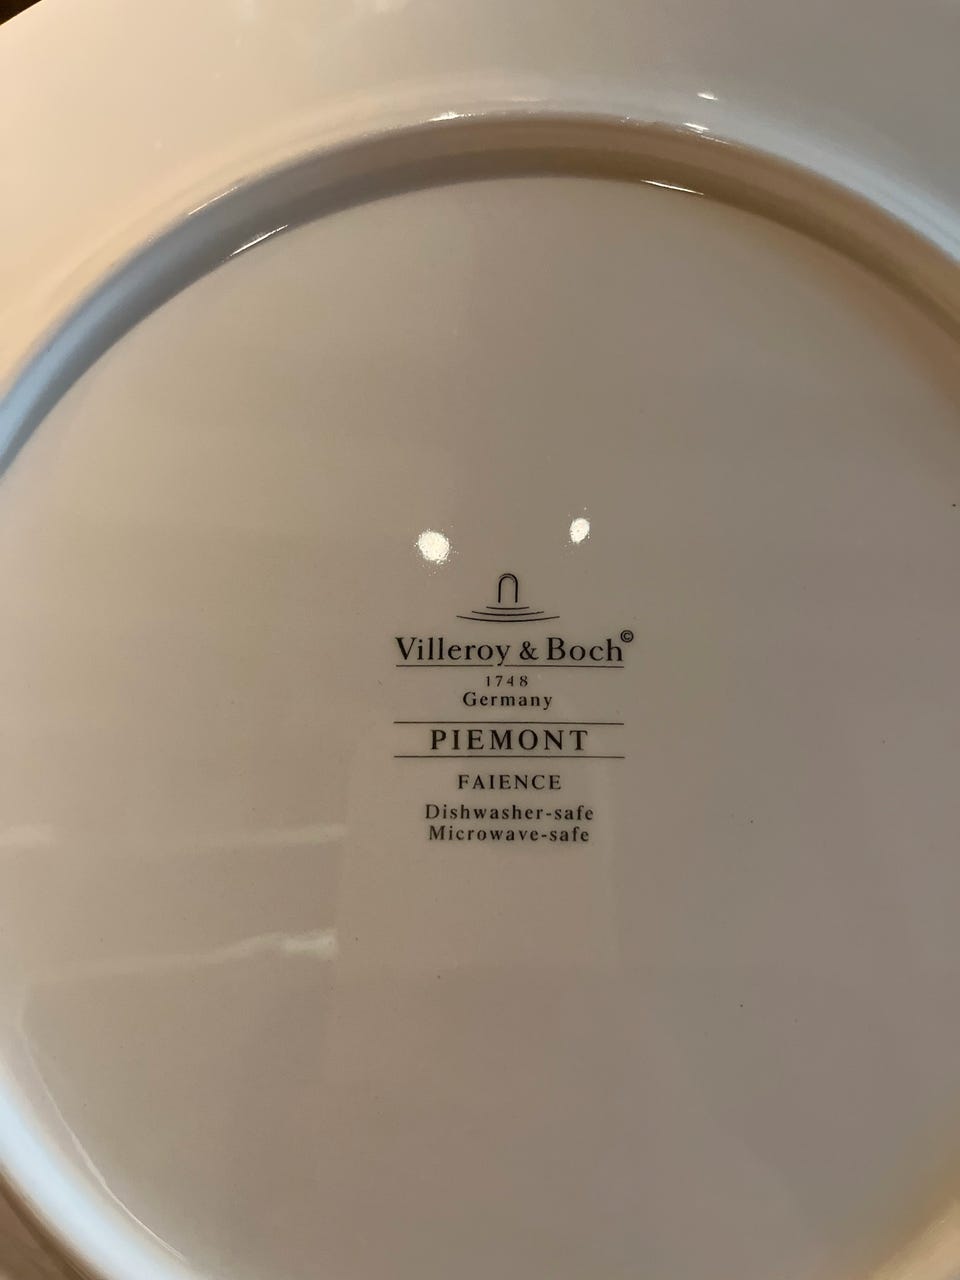 Villeroy & Boch©
1748
Germany
PIEMONT
FAIENCE
Dishwasher-safe
Microwave-safe